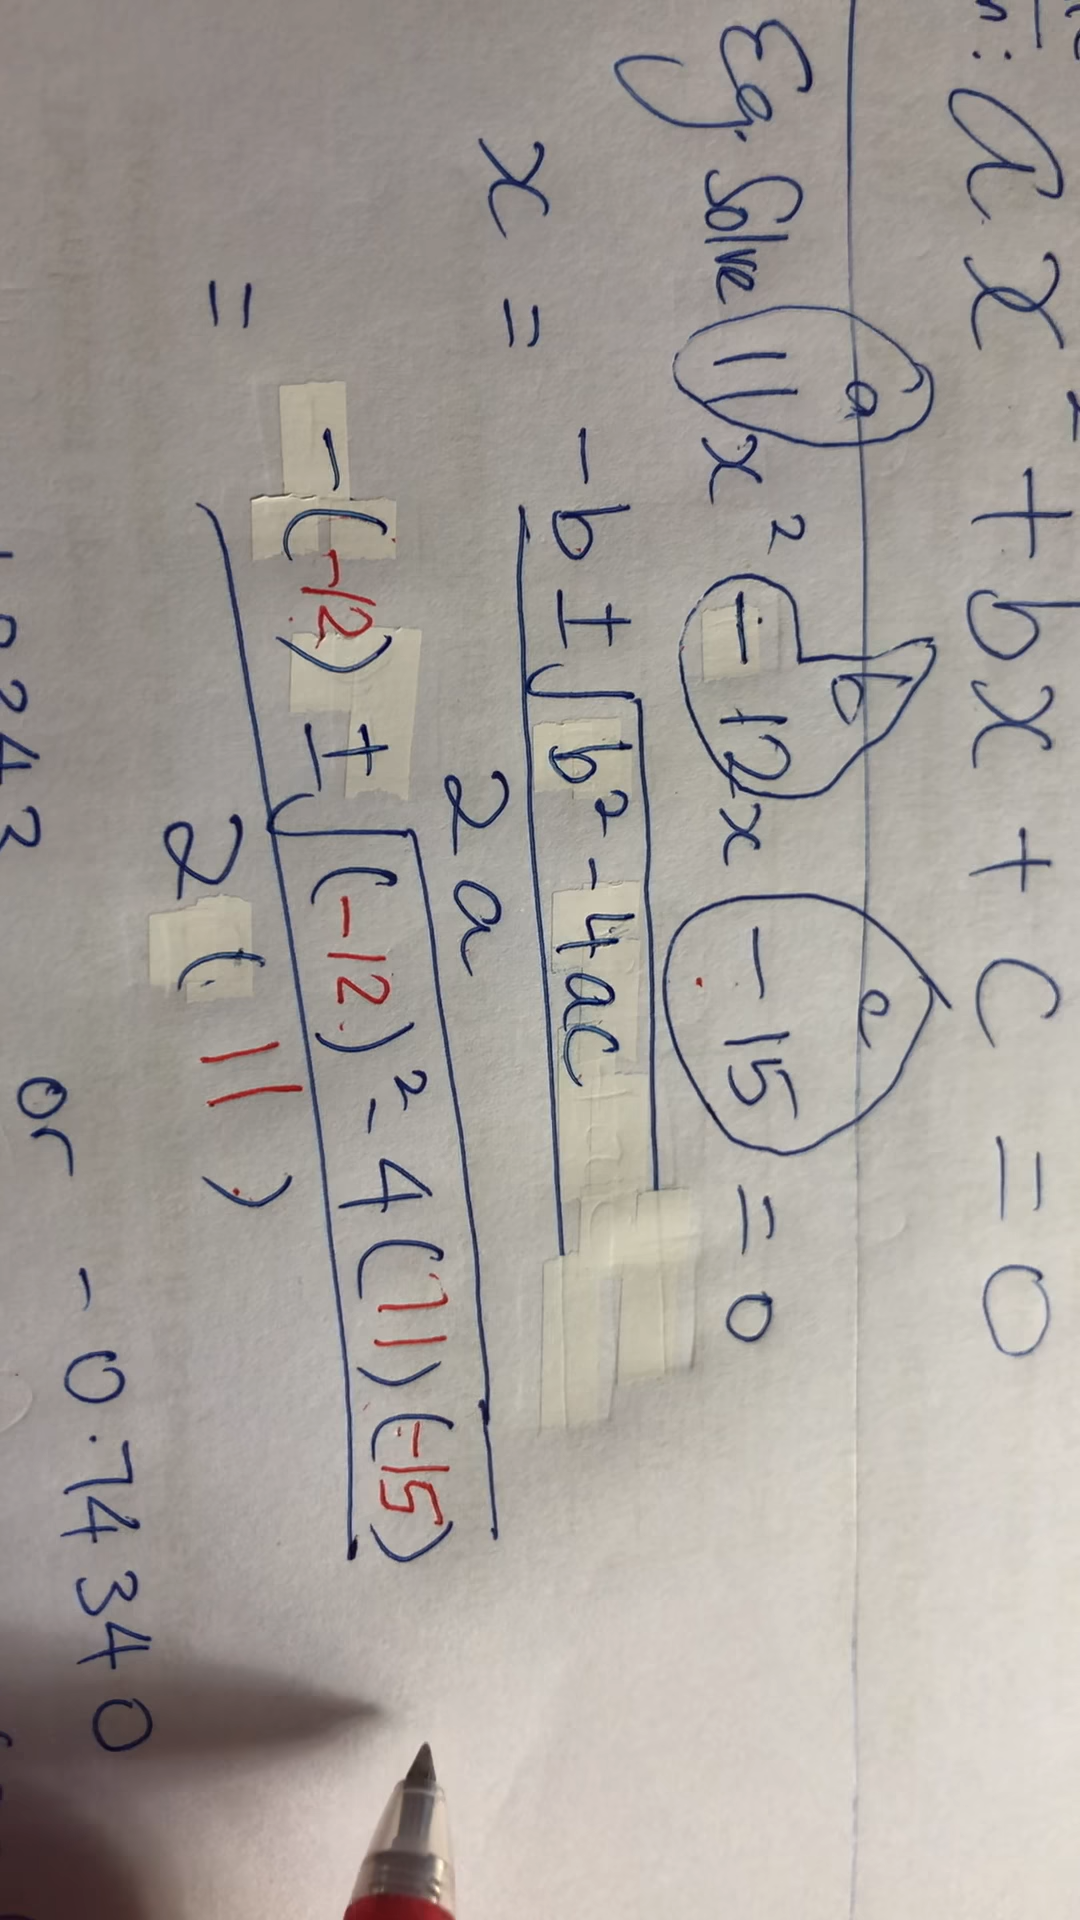 n: ax² + bx + c = 0
a b c
Eg. Solve 11x² - 12x - 15 = 0
x = -b ± √b² - 4ac
2a
= -(-12) ± √(-12)² - 4(11)(-15)
2(11)
or -0.74340